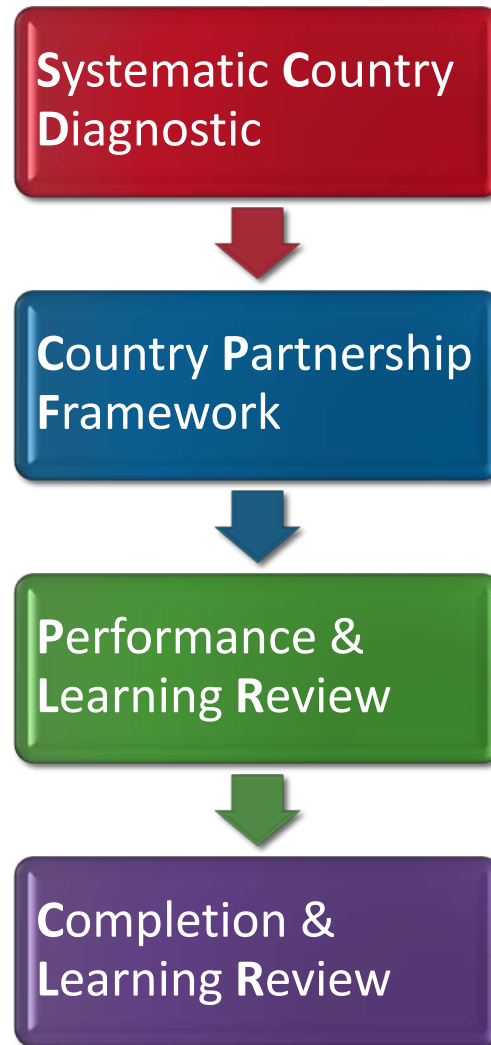 Systematic Country
Diagnostic
Country Partnership
Framework
Performance &
Learning Review
Completion &
Learning Review